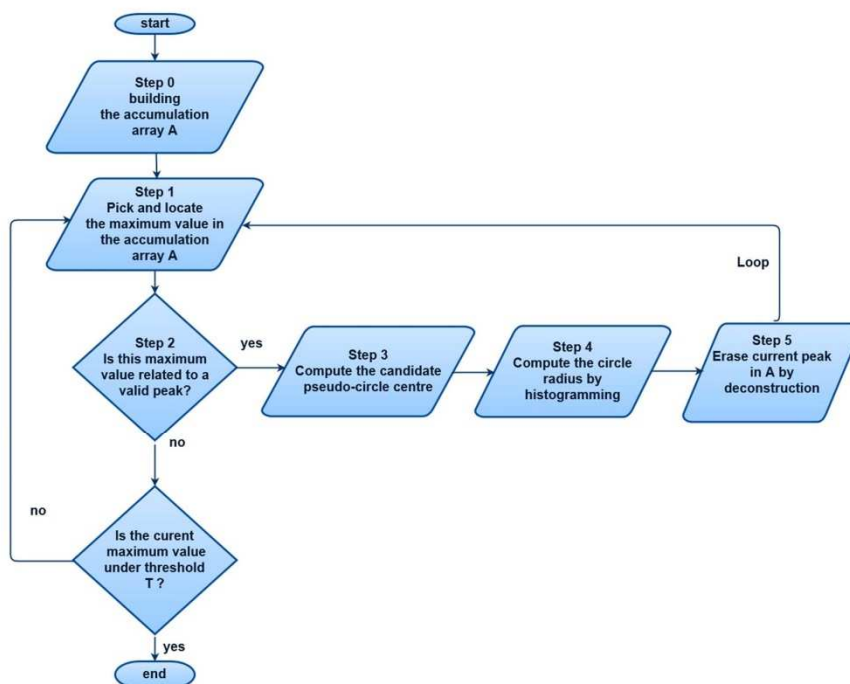 start
Step 0
building
the accumulation
array A
Step 1
Pick and locate
the maximum value in
the accumulation
array A
Loop
Step 2
Is this maximum
value related to a
valid peak?
yes
Step 3
Compute the candidate
pseudo-circle centre
Step 4
Compute the circle
radius by
histogramming
Step 5
Erase current peak
in A by
deconstruction
no
no
Is the curent
maximum value
under threshold
T ?
yes
end